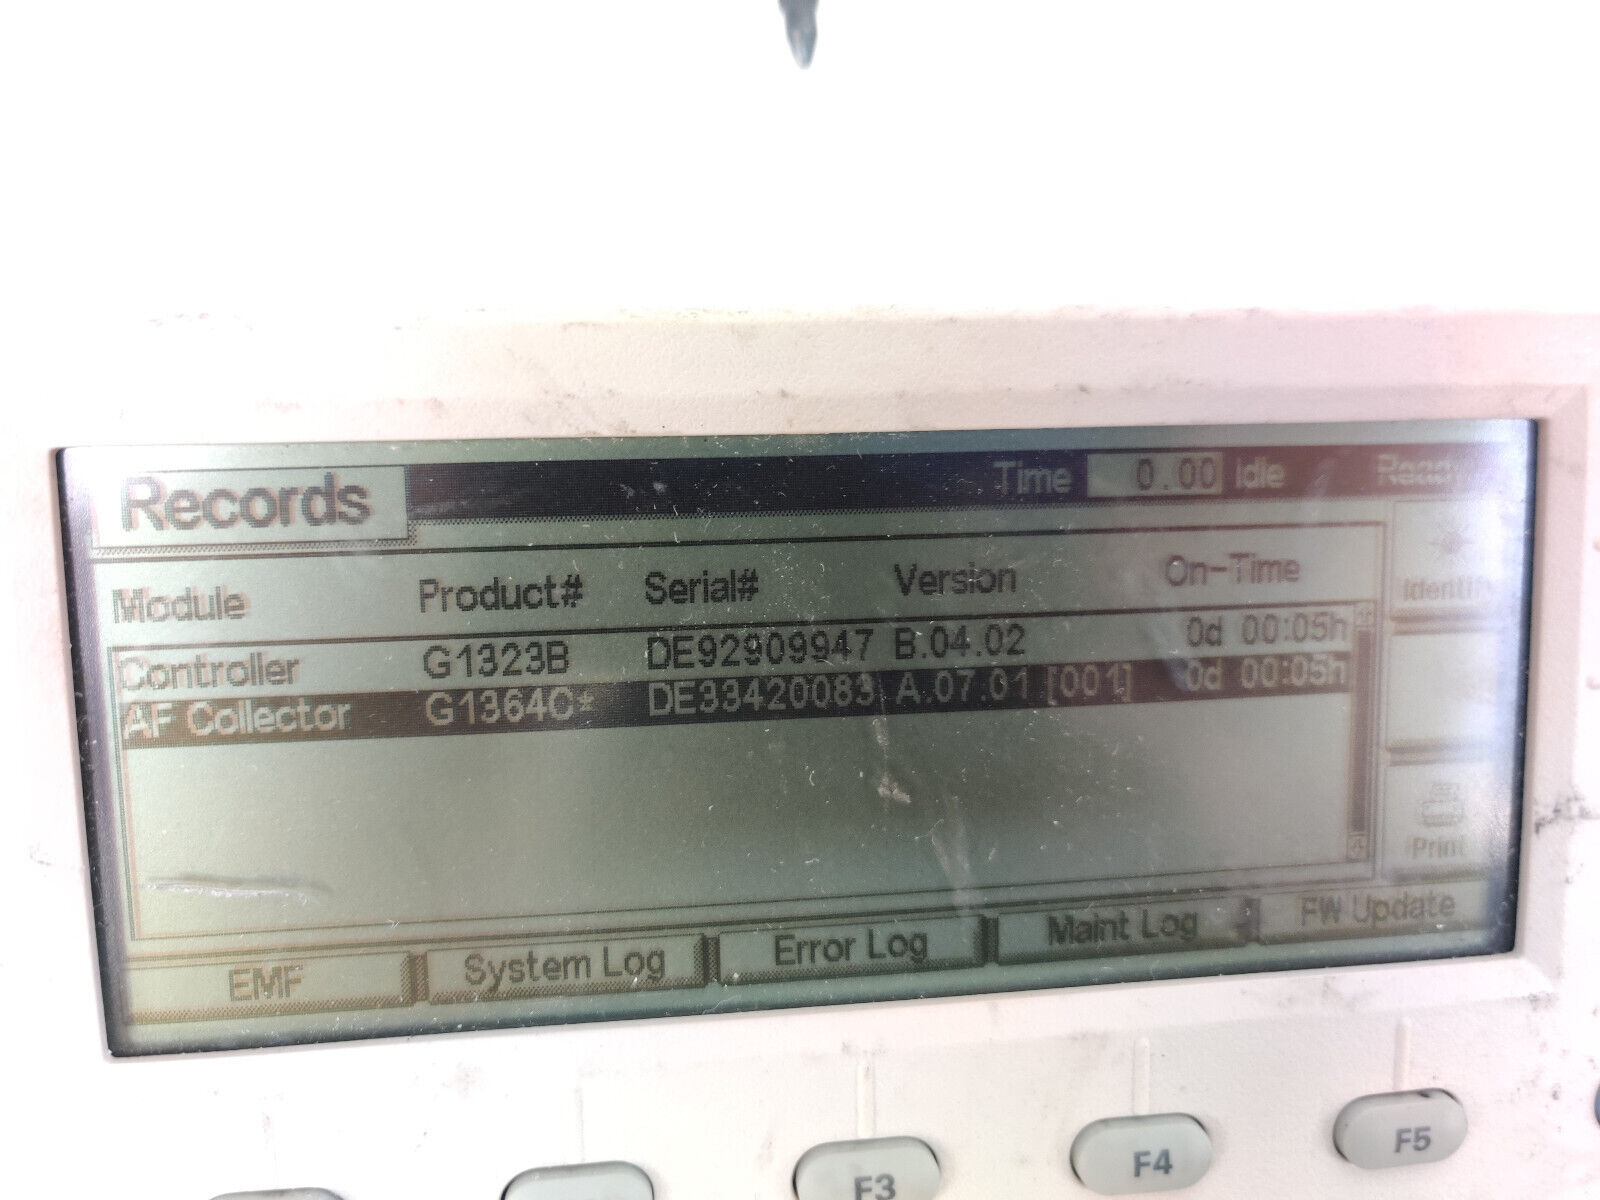 Records Time 0.00 idle Ready
Module Product# Serial# Version On-Time
Controller G1323B DE92909947 B.04.02 0d 00:05h
AF Collector G1364C* DE33420083 A.07.01 [001] 0d 00:05h
Identify
Print
EMF System Log Error Log Maint Log FW Update
F3 F4 F5